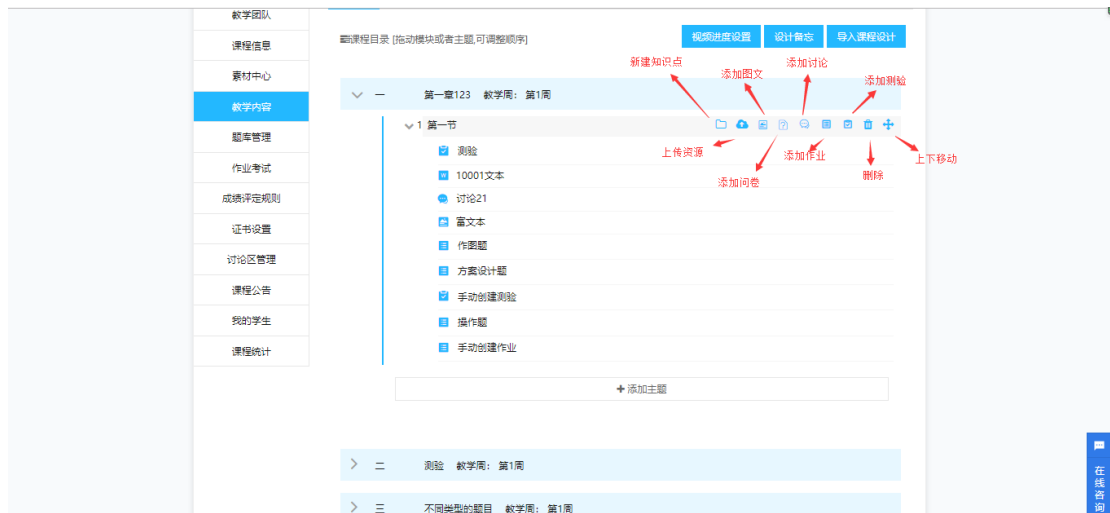 教学团队
课程信息
素材中心
教学内容
题库管理
作业考试
成绩评定规则
证书设置
讨论区管理
课程公告
我的学生
课程统计
课程目录 [拖动模块或者主题,可调整顺序]
视频进度设置 设计备忘 导入课程设计
新建知识点 添加图文 添加讨论 添加测验
一 第一章123 教学周: 第1周
1 第一节
上传资源 添加问卷 添加作业 删除 上下移动
测验
10001文本
讨论21
富文本
作图题
方案设计题
手动创建测验
操作题
手动创建作业
+ 添加主题
二 测验 教学周: 第1周
三 不同类型的题目 教学周: 第1周
在线咨询